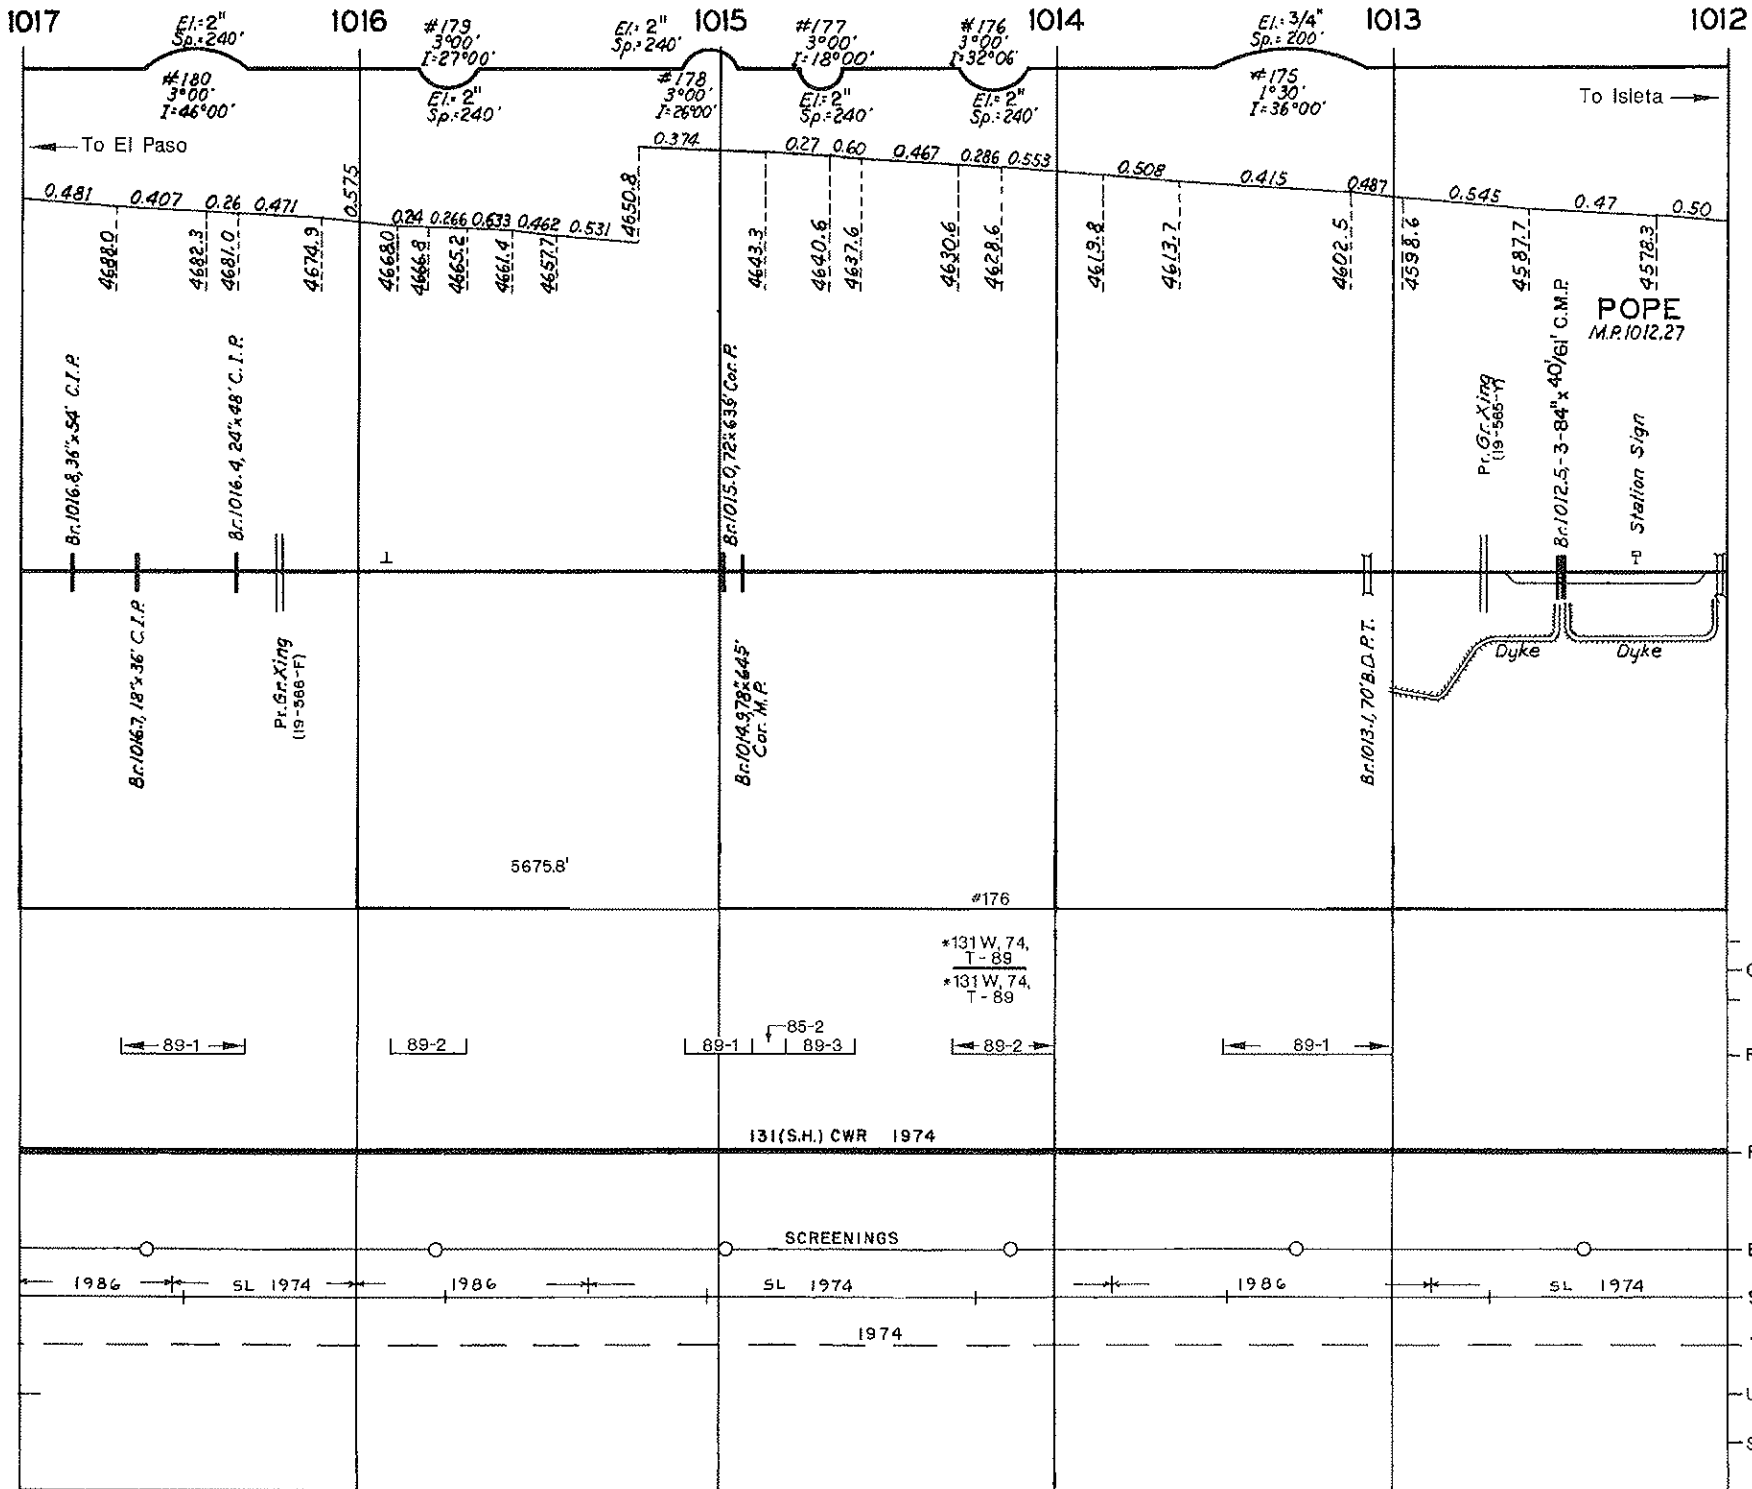 1017 1016 1015 1014 1013 1012
El.=2"
Sp.=240'
#180
3°00'
I=46°00'
#179
3°00'
I=27°00'
El.=2"
Sp.=240'
El.=2"
Sp.=240'
#178
3°00'
I=26°00'
#177
3°00'
I=18°00'
El.=2"
Sp.=240'
#176
3°00'
I=32°06'
El.=2"
Sp.=240'
El.=3/4"
Sp.=200'
#175
1°30'
I=36°00'
To Isleta
To El Paso
0.481 0.407 0.26 0.471 0.575 0.24 0.266 0.633 0.462 0.531 0.374 0.27 0.60 0.467 0.286 0.553 0.508 0.415 0.487 0.545 0.47 0.50
4688.0 4682.3 4681.0 4674.9 4668.0 4666.8 4665.2 4661.4 4657.7 4650.8 4643.3 4640.6 4637.6 4630.6 4628.6 4619.8 4613.7 4602.5 4598.6 4587.7 4578.3
POPE
M.P.1012.27
Br.1016.8, 36"x54' C.I.P.
Br.1016.7, 18"x36' C.I.P.
Br.1016.4, 24"x48' C.I.P.
Pr.Gr.Xing
(19-566-F)
Br.1015.0, 72"x639' Cor.P.
Br.1014.9, 78"x645'
Cor. M.P.
Br.1013.1, 70' B.D.P.T.
Pr.Gr.Xing
(19-565-Y)
Br.1012.5,-3-84"x 40/61' C.M.P.
Station Sign
Dyke
Dyke
5675.8'
#176
*131 W, 74,
T-89
*131 W, 74,
T-89
85-2
89-1 89-2 89-1 89-3 89-2 89-1
131(S.H.) CWR 1974
SCREENINGS
1986 SL 1974 1986 SL 1974 1986 SL 1974
1974